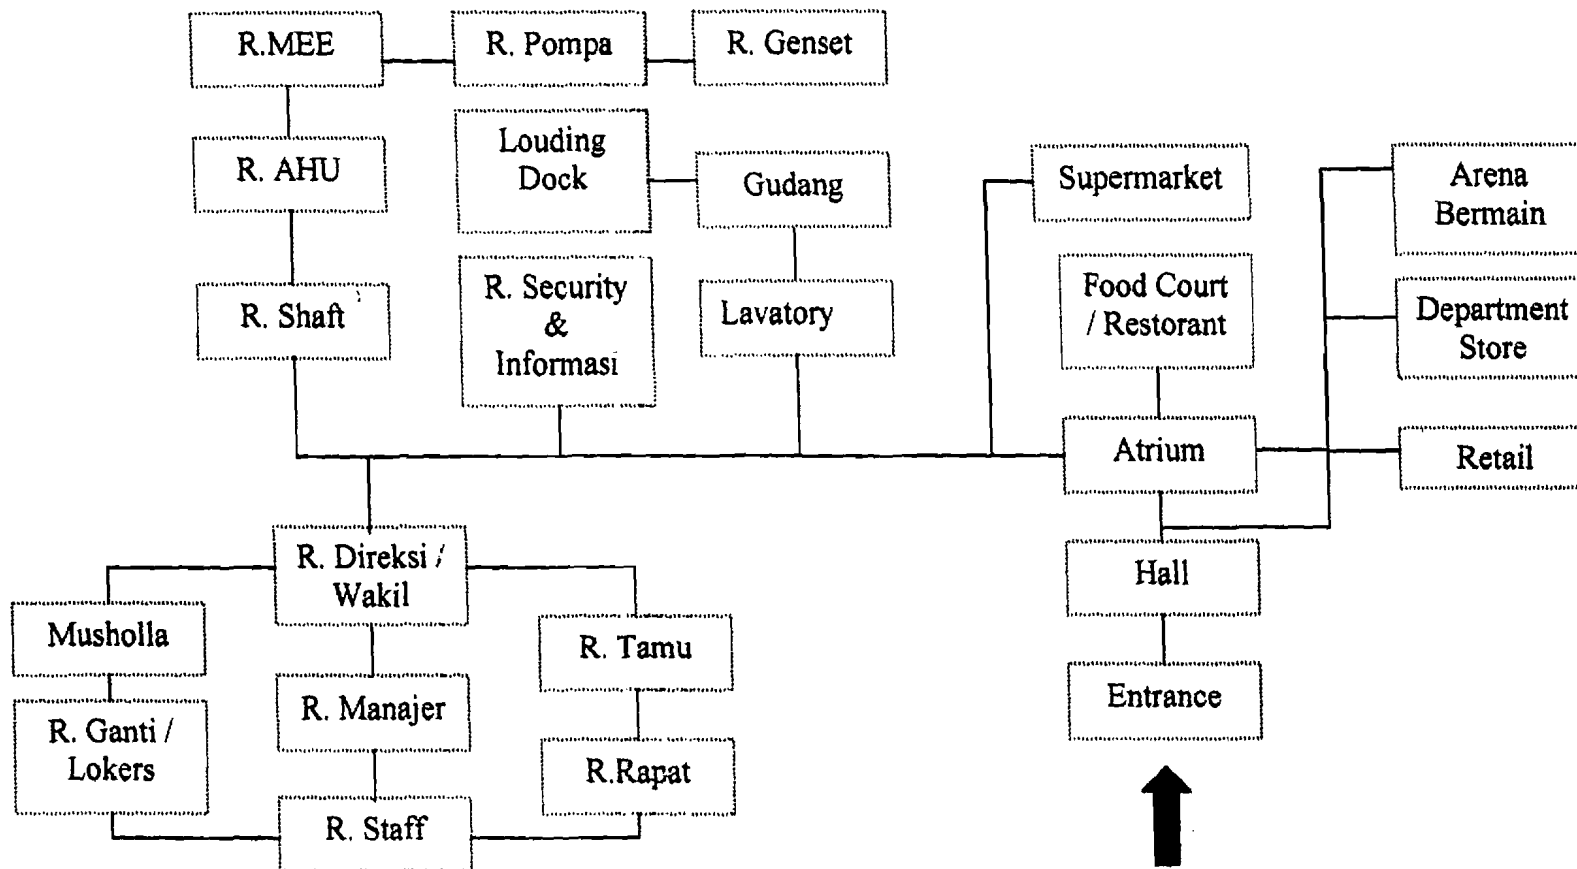 R.MEE
R. Pompa
R. Genset
R. AHU
Louding
Dock
Gudang
Supermarket
Arena
Bermain
R. Shaft
R. Security
&
Informasi
Lavatory
Food Court
/ Restorant
Department
Store
Atrium
Retail
R. Direksi /
Wakil
Hall
Musholla
R. Manajer
R. Tamu
Entrance
R. Ganti /
Lokers
R.Rapat
R. Staff